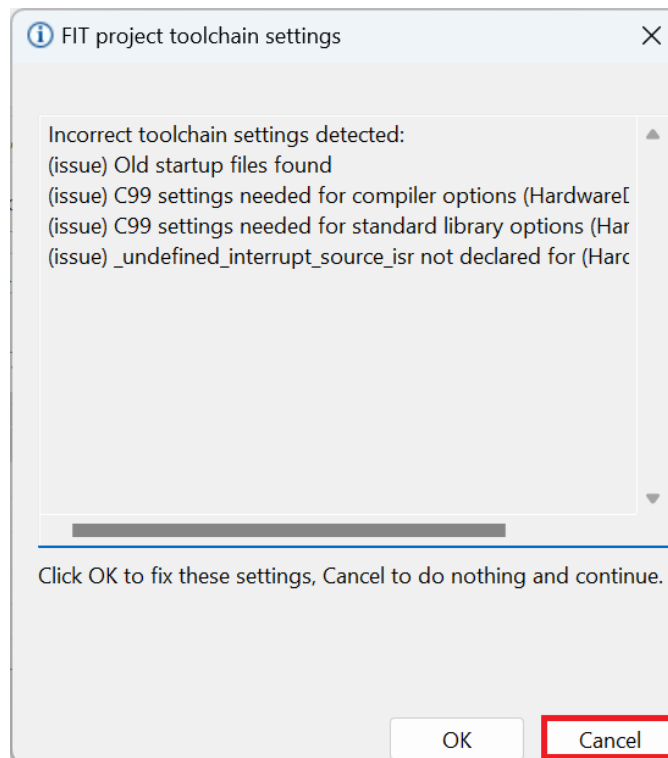 FIT project toolchain settings
Incorrect toolchain settings detected:
(issue) Old startup files found
(issue) C99 settings needed for compiler options (Hardware
(issue) C99 settings needed for standard library options (Har
(issue) _undefined_interrupt_source_isr not declared for (Hard
Click OK to fix these settings, Cancel to do nothing and continue.
OK
Cancel